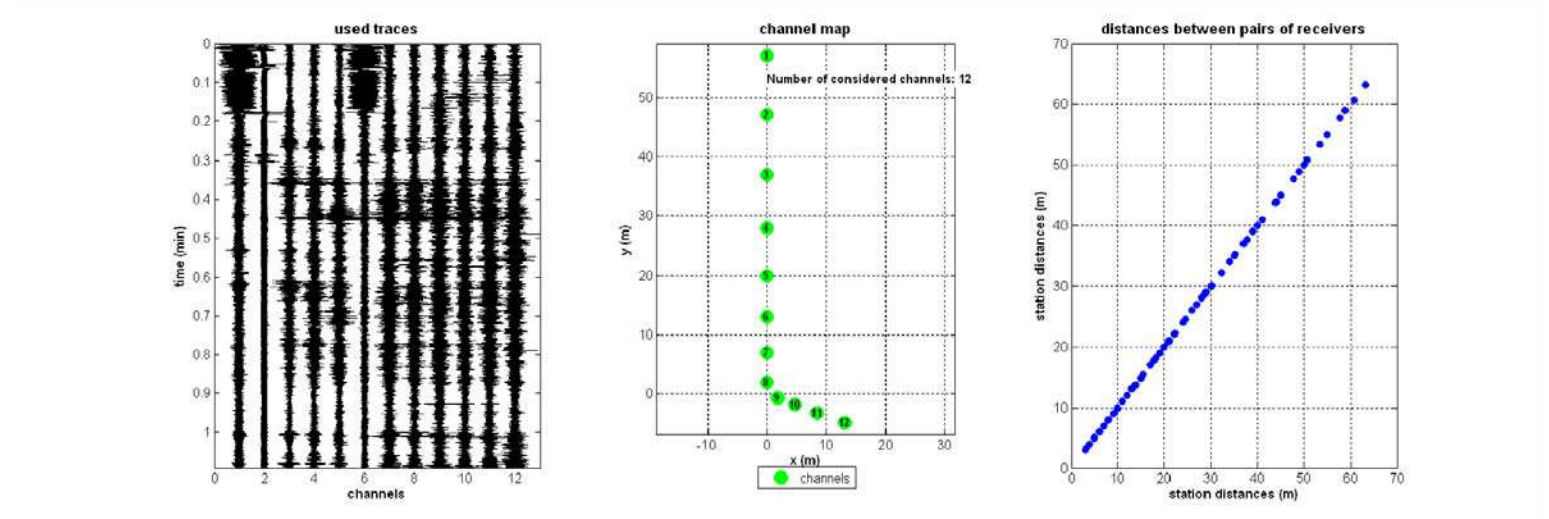 used traces
0
0.1
0.2
0.3
0.4
0.5
0.6
0.7
0.8
0.9
1
time (min)
0 2 4 6 8 10 12
channels
channel map
Number of considered channels: 12
50
40
30
20
10
0
y (m)
1
2
3
4
5
6
7
8
9
10
11
12
-10 0 10 20 30
x (m)
channels
distances between pairs of receivers
70
60
50
40
30
20
10
0
station distances (m)
0 10 20 30 40 50 60 70
station distances (m)